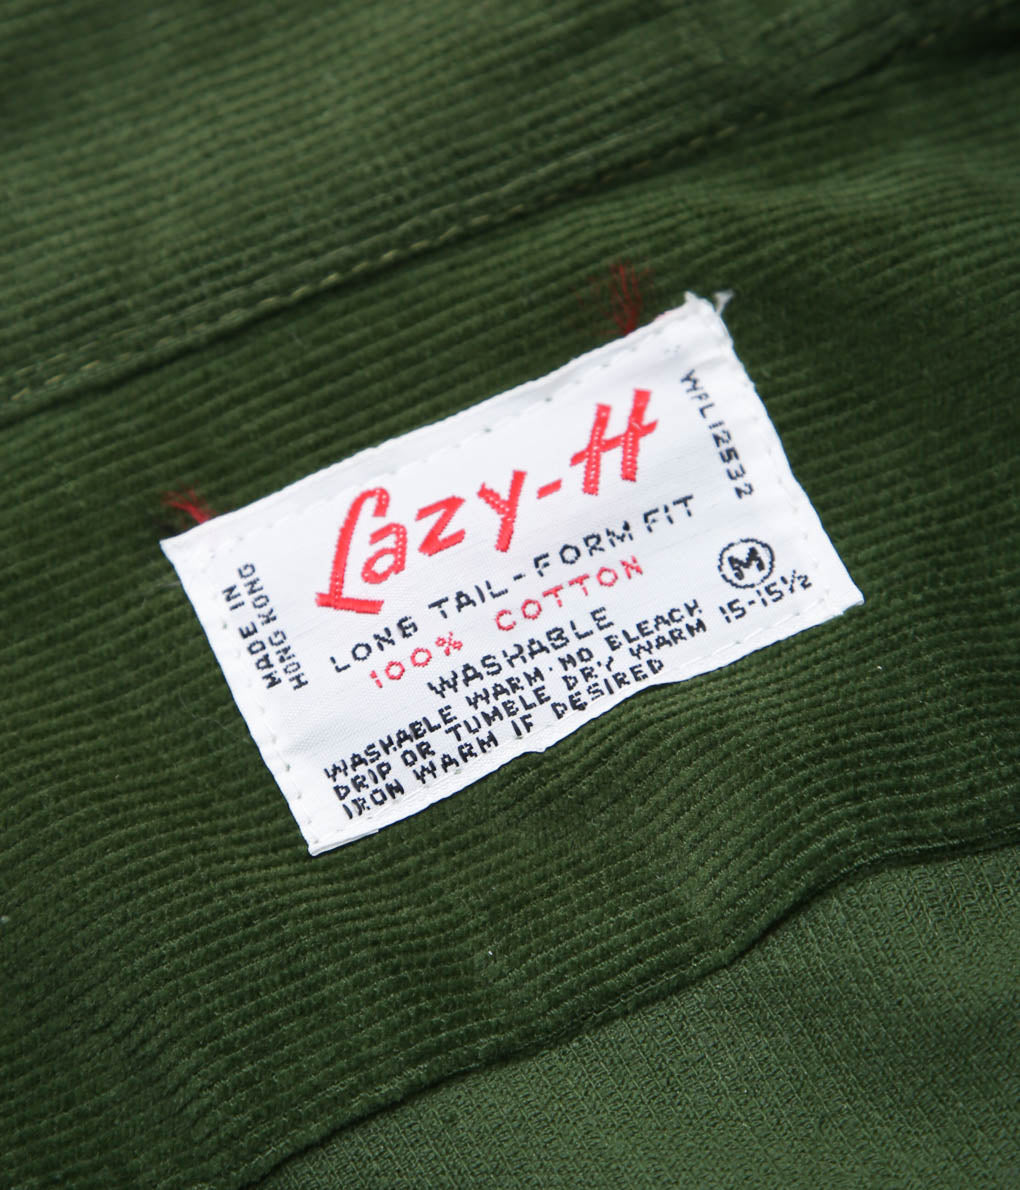 Lazy-H
WPL12532
MADE IN
HONG KONG
LONG TAIL-FORM FIT
100% COTTON
M
15-15½
WASHABLE
WASHABLE WARM·NO BLEACH
DRIP OR TUMBLE DRY WARM
IRON WARM IF DESIRED